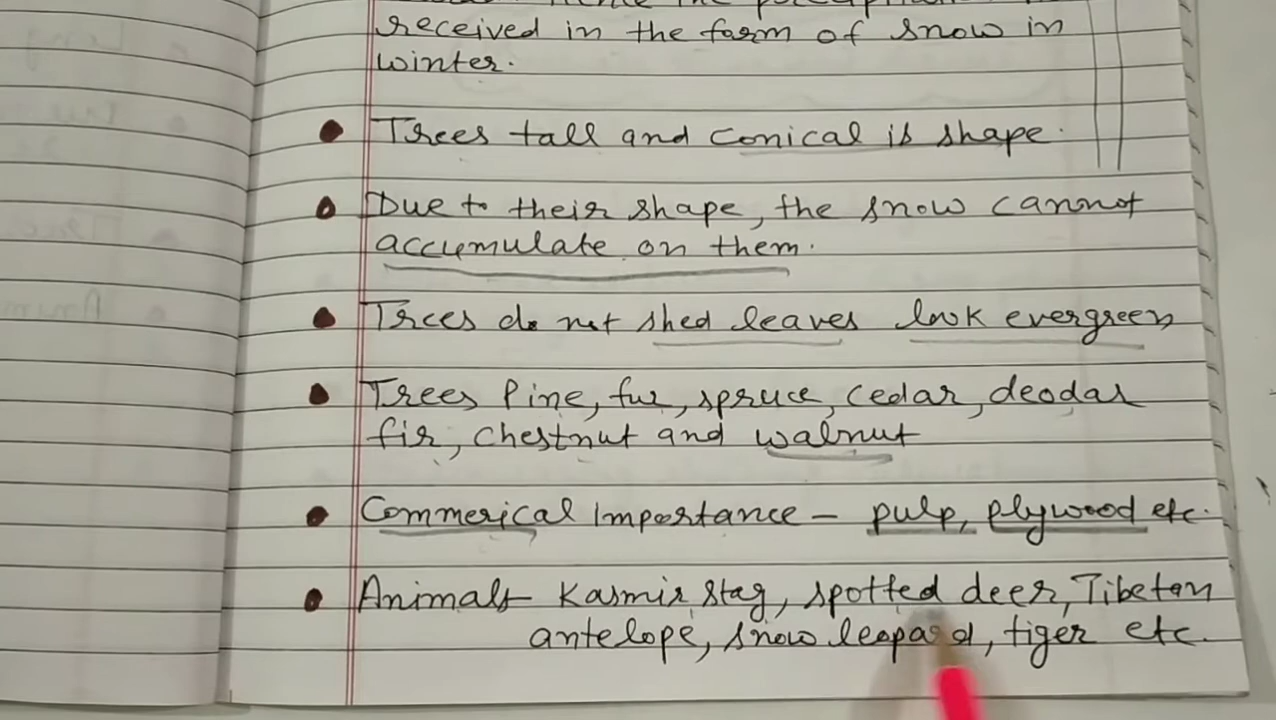 received in the form of snow in
winter.
Trees tall and conical is shape.
Due to their shape, the snow cannot
accumulate on them.
Trees do not shed leaves look evergreen
Trees Pine, fur, spruce, cedar, deodar
fir, chestnut and walnut
Commerical Importance - pulp, plywood etc.
Animals - Kasmir stag, spotted deer, Tibetan
antelope, snow leopard, tiger etc.